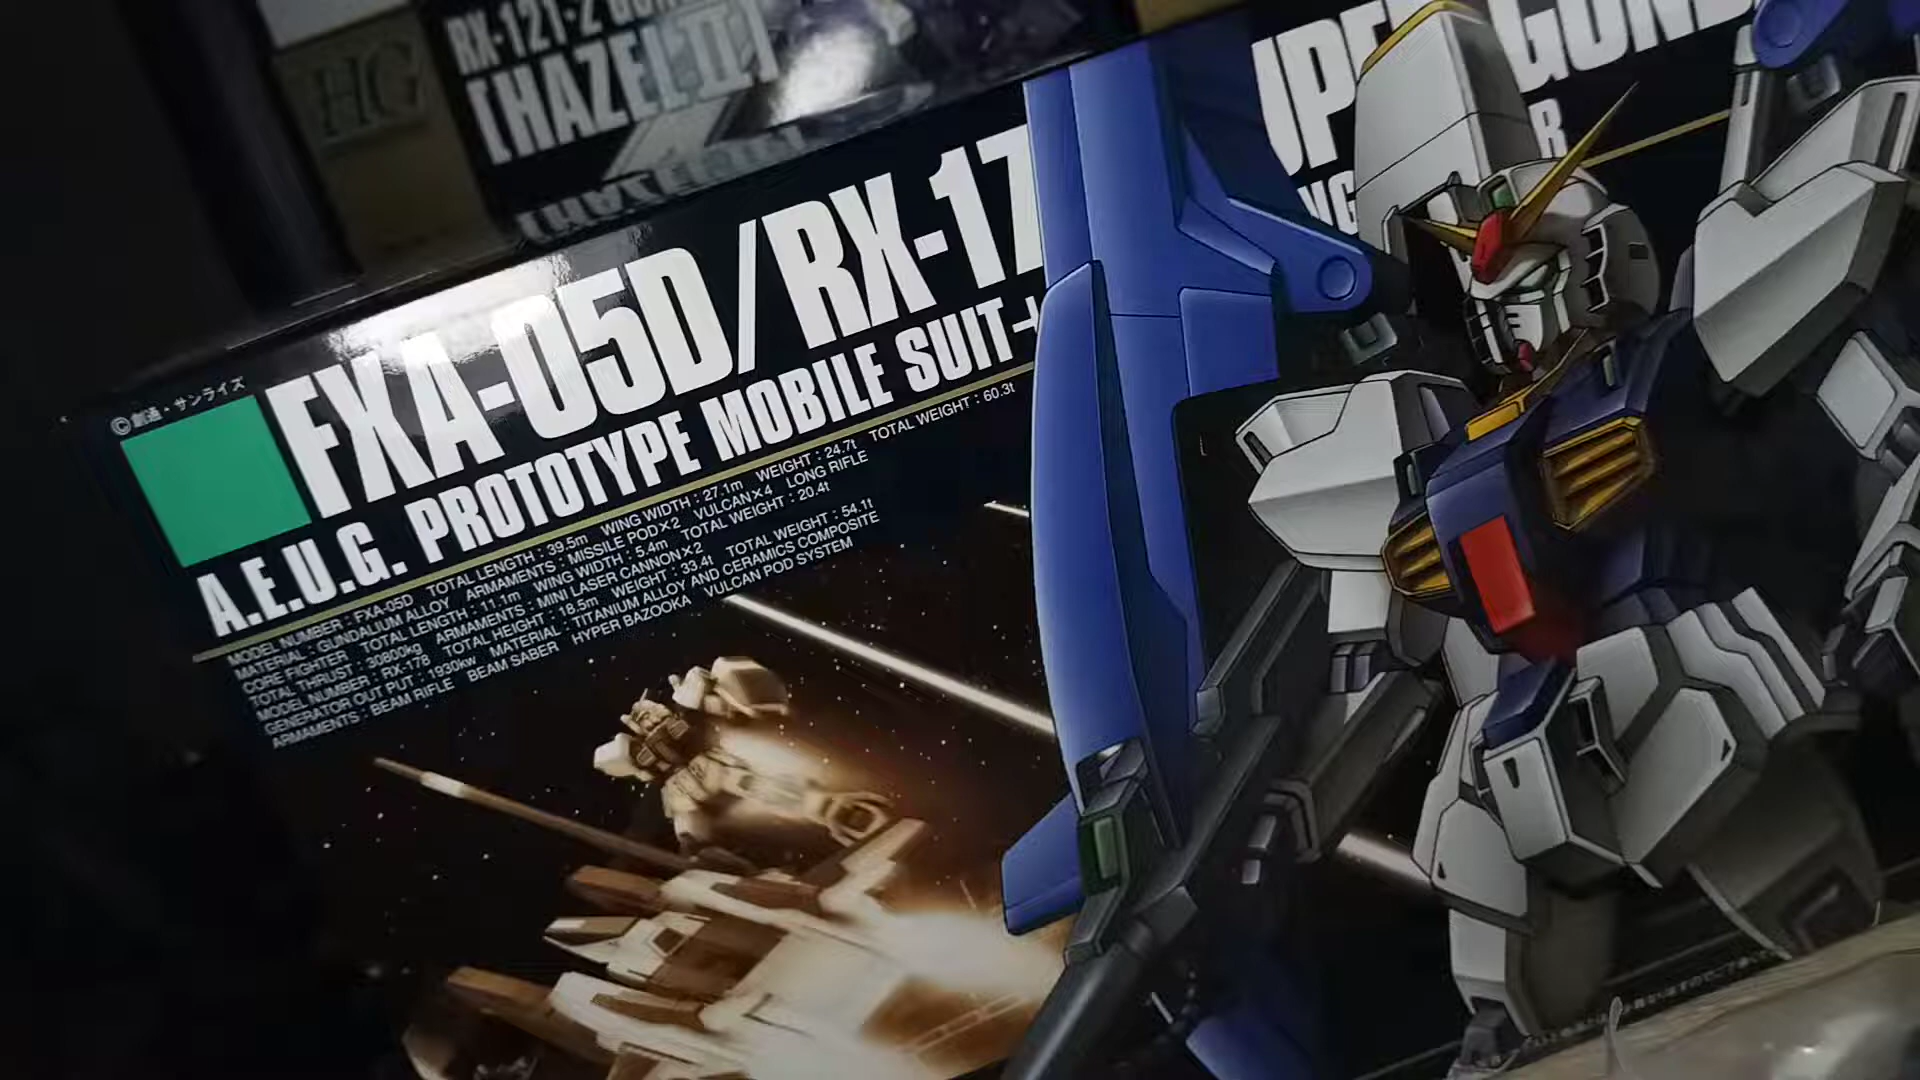 RX-121-2
[HAZEL II]
HG
UPER GUND
R
NG
©創通・サンライズ
FXA-05D/RX-17
A.E.U.G. PROTOTYPE MOBILE SUIT+
MODEL NUMBER : FXA-05D TOTAL LENGTH : 39.5m WING WIDTH : 27.1m WEIGHT : 24.7t TOTAL WEIGHT : 60.3t
MATERIAL : GUNDALIUM ALLOY ARMAMENTS : MISSILE POD×2 VULCAN×4 LONG RIFLE
CORE FIGHTER TOTAL LENGTH : 11.1m WING WIDTH : 5.4m TOTAL WEIGHT : 20.4t
TOTAL THRUST : 30800kg ARMAMENTS : MINI LASER CANNON×2
MODEL NUMBER : RX-178 TOTAL HEIGHT : 18.5m WEIGHT : 33.4t TOTAL WEIGHT : 54.1t
GENERATOR OUT PUT : 1930kw MATERIAL : TITANIUM ALLOY AND CERAMICS COMPOSITE
ARMAMENTS : BEAM RIFLE BEAM SABER HYPER BAZOOKA VULCAN POD SYSTEM